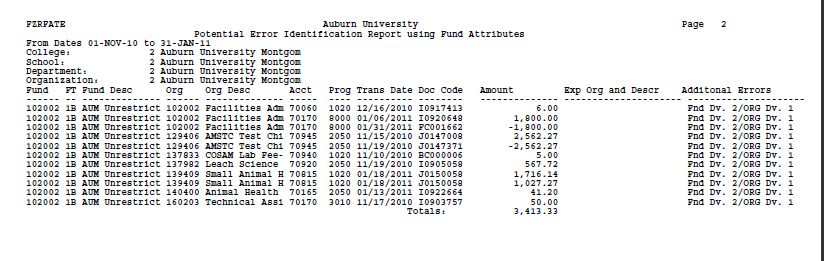 FZRFATE Auburn University Page 2
Potential Error Identification Report using Fund Attributes
From Dates 01-NOV-10 to 31-JAN-11
College: 2 Auburn University Montgom
School: 2 Auburn University Montgom
Department: 2 Auburn University Montgom
Organization: 2 Auburn University Montgom
Fund FT Fund Desc Org Org Desc Acct Prog Trans Date Doc Code Amount Exp Org and Descr Additonal Errors
102002 1B AUM Unrestrict 102002 Facilities Adm 70060 1020 12/16/2010 I0917413 6.00 Fnd Dv. 2/ORG Dv. 1
102002 1B AUM Unrestrict 102002 Facilities Adm 70170 8000 01/06/2011 I0920648 1,800.00 Fnd Dv. 2/ORG Dv. 1
102002 1B AUM Unrestrict 102002 Facilities Adm 70170 8000 01/31/2011 FC001662 -1,800.00 Fnd Dv. 2/ORG Dv. 1
102002 1B AUM Unrestrict 129406 AMSTC Test Chi 70945 2050 11/15/2010 J0147008 2,562.27 Fnd Dv. 2/ORG Dv. 1
102002 1B AUM Unrestrict 129406 AMSTC Test Chi 70945 2050 11/19/2010 J0147371 -2,562.27 Fnd Dv. 2/ORG Dv. 1
102002 1B AUM Unrestrict 137833 COSAM Lab Fee- 70940 1020 11/10/2010 BC000006 5.00 Fnd Dv. 2/ORG Dv. 1
102002 1B AUM Unrestrict 137982 Leach Science 70920 2050 11/19/2010 I0905058 567.72 Fnd Dv. 2/ORG Dv. 1
102002 1B AUM Unrestrict 139409 Small Animal H 70815 1020 01/18/2011 J0150058 1,716.14 Fnd Dv. 2/ORG Dv. 1
102002 1B AUM Unrestrict 139409 Small Animal H 70815 1020 01/18/2011 J0150058 1,027.27 Fnd Dv. 2/ORG Dv. 1
102002 1B AUM Unrestrict 140400 Animal Health 70165 2050 01/13/2011 I0922664 41.20 Fnd Dv. 2/ORG Dv. 1
102002 1B AUM Unrestrict 160203 Technical Assi 70170 3010 11/17/2010 I0903757 50.00 Fnd Dv. 2/ORG Dv. 1
Totals: 3,413.33